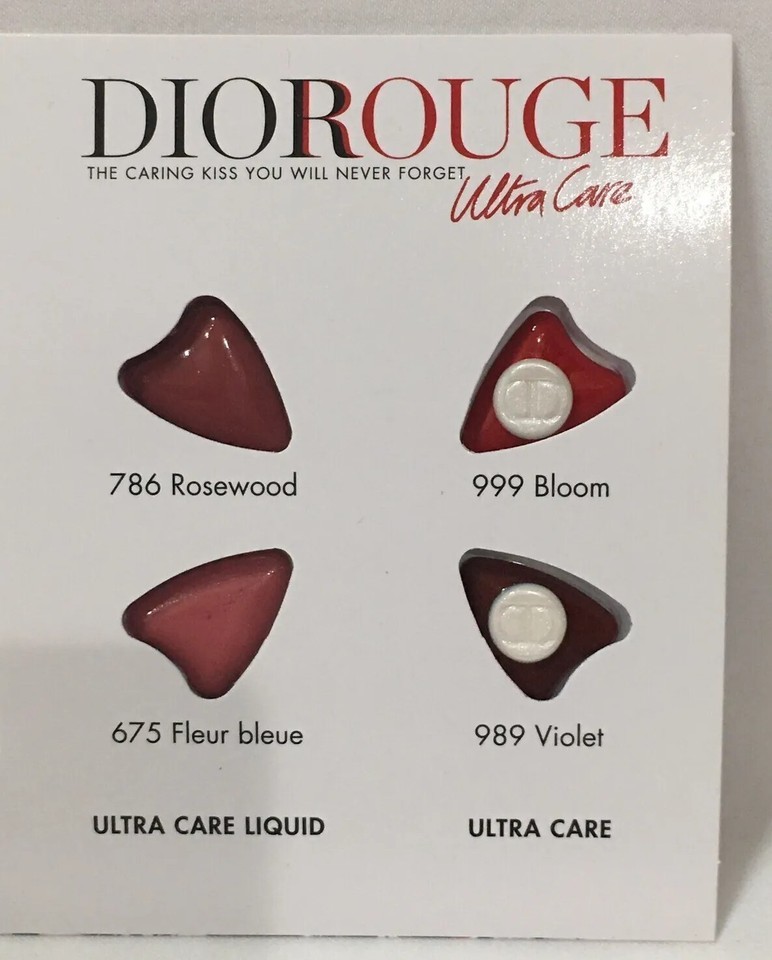 DIOROUGE
THE CARING KISS YOU WILL NEVER FORGET
Ultra Care
786 Rosewood
999 Bloom
675 Fleur bleue
989 Violet
ULTRA CARE LIQUID
ULTRA CARE